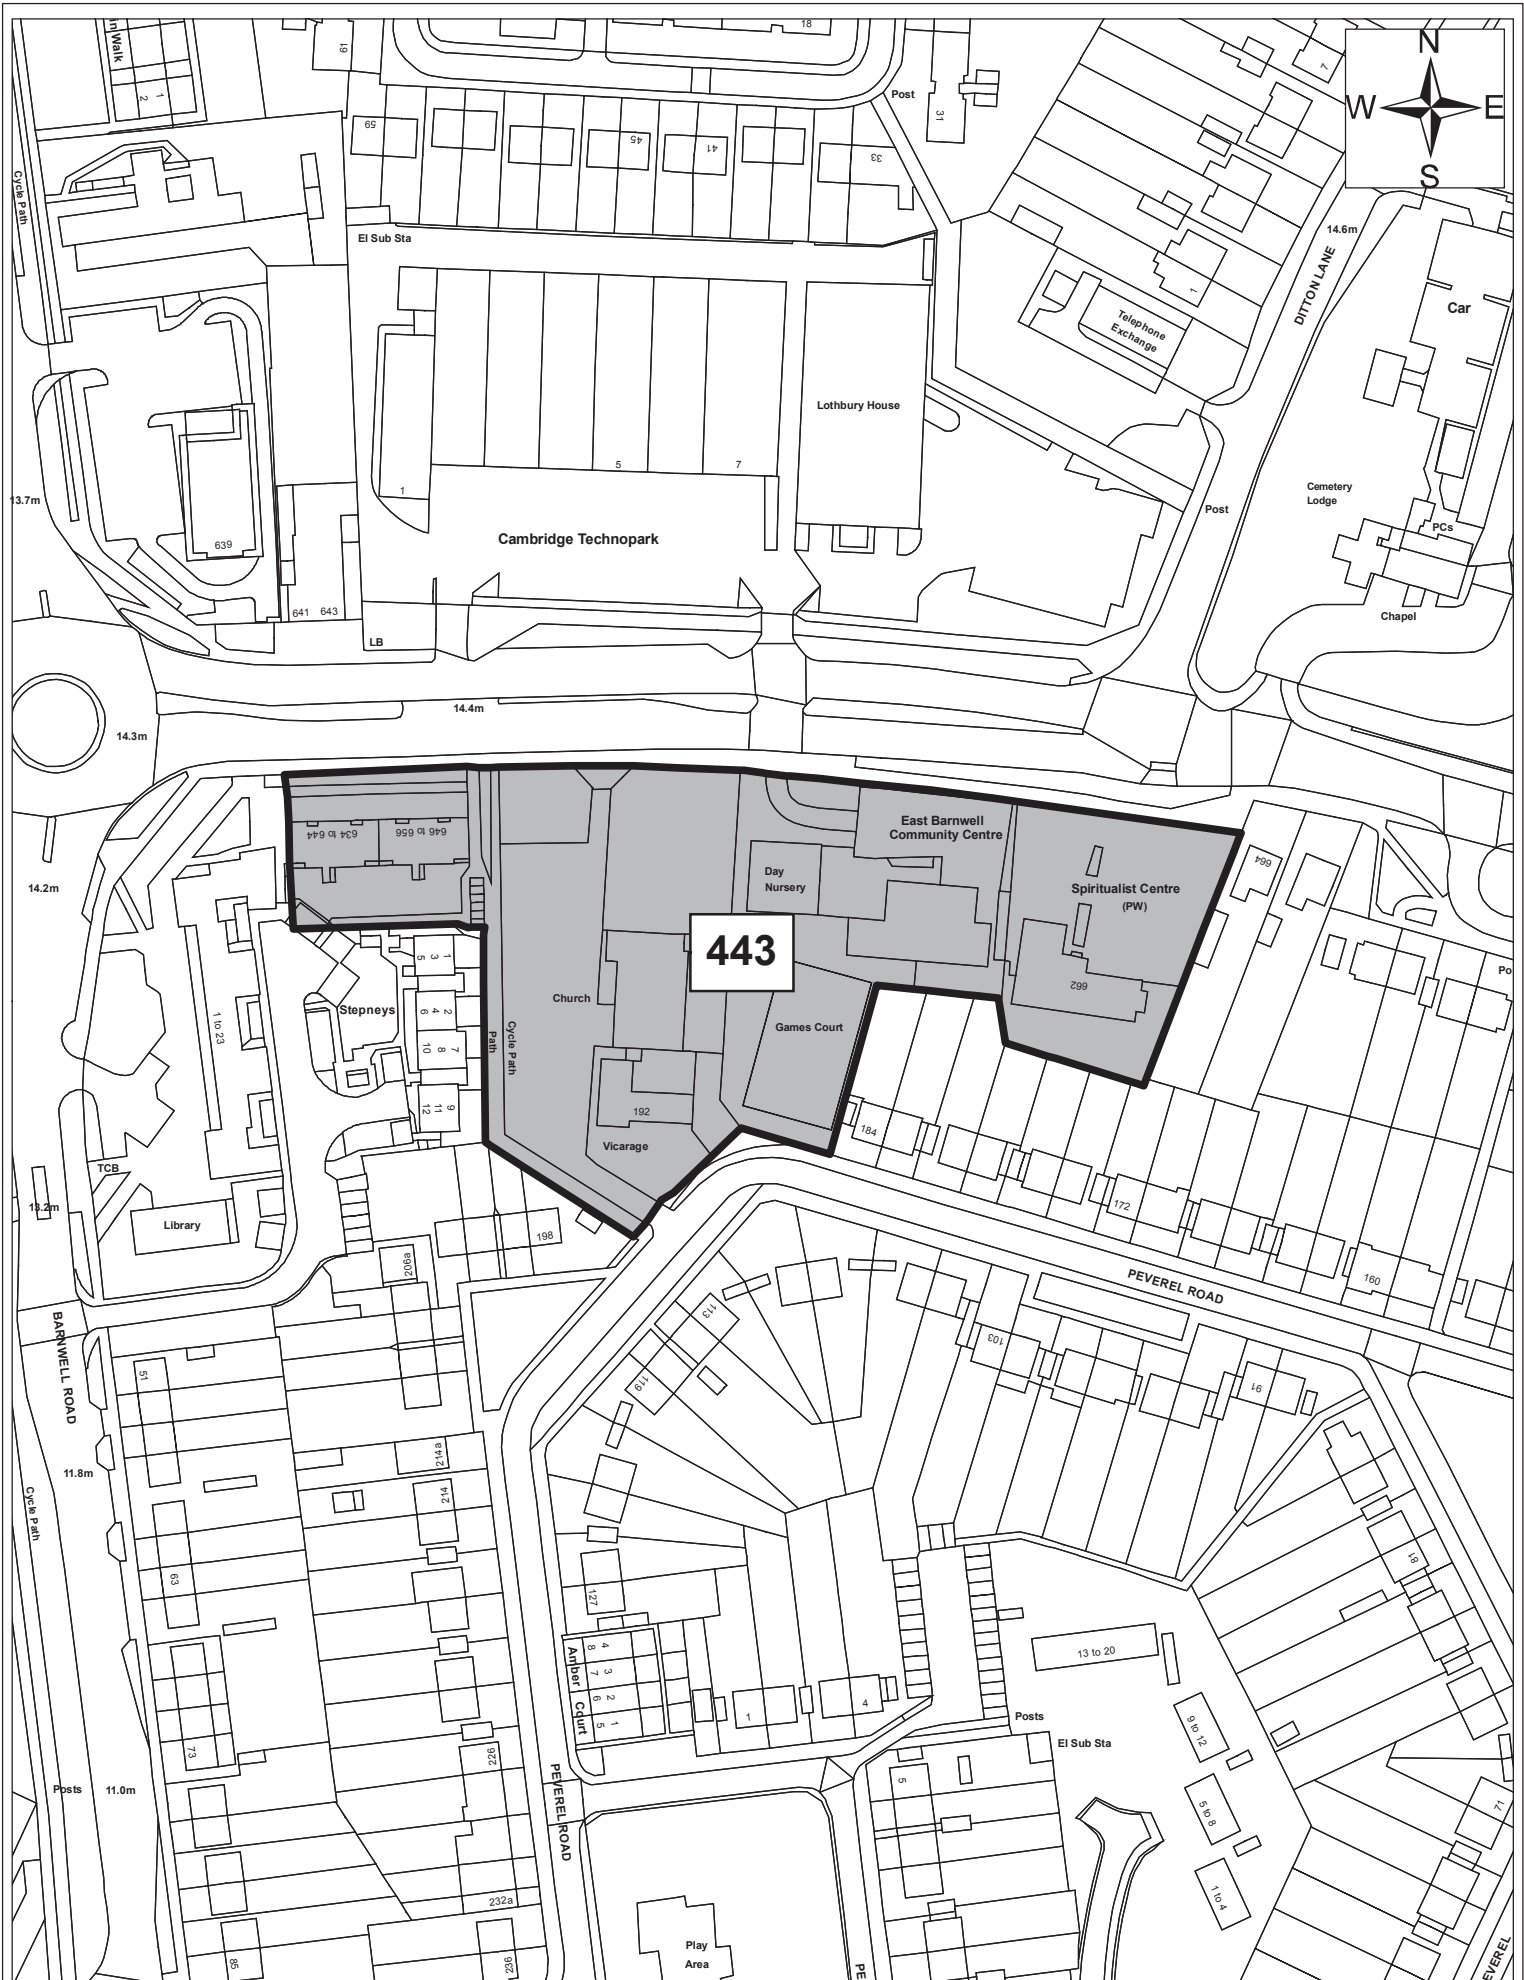 in Walk
2
1
61
18
N
W
E
S
7
Post
31
59
45
41
33
Cycle Path
El Sub Sta
14.6m
DITTON LANE
1
Telephone
Exchange
Car
Lothbury House
5
7
1
13.7m
Cambridge Technopark
639
641
643
LB
Post
Cemetery
Lodge
PCs
Chapel
14.4m
14.3m
634 to 644
646 to 656
East Barnwell
Community Centre
Day
Nursery
Spiritualist Centre
(PW)
664
14.2m
443
1 to 23
Stepneys
5
3
1
6
4
2
10
8
7
12
11
9
Path
Cycle Path
Church
Games Court
662
Po
192
Vicarage
184
TCB
13.2m
Library
198
206a
172
160
PEVEREL ROAD
BARNWELL ROAD
51
113
119
103
91
11.8m
Cycle Path
214a
214
63
127
81
Amber Court
8
4
7
3
6
2
5
1
1
4
13 to 20
Posts
El Sub Sta
9 to 12
73
226
Posts
11.0m
PEVEREL ROAD
5
5 to 8
71
1 to 4
232a
85
236
Play
Area
PE
EVEREL